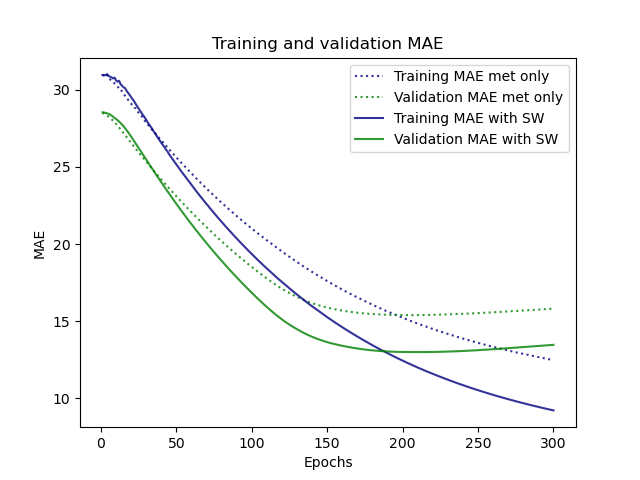 Training and validation MAE
Training MAE met only
Validation MAE met only
Training MAE with SW
Validation MAE with SW
MAE
30
25
20
15
10
0 50 100 150 200 250 300
Epochs